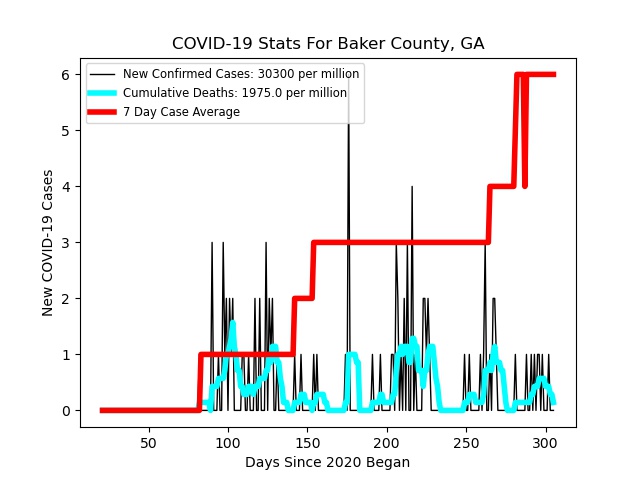 COVID-19 Stats For Baker County, GA
New Confirmed Cases: 30300 per million
Cumulative Deaths: 1975.0 per million
7 Day Case Average
New COVID-19 Cases
6
5
4
3
2
1
0
50 100 150 200 250 300
Days Since 2020 Began